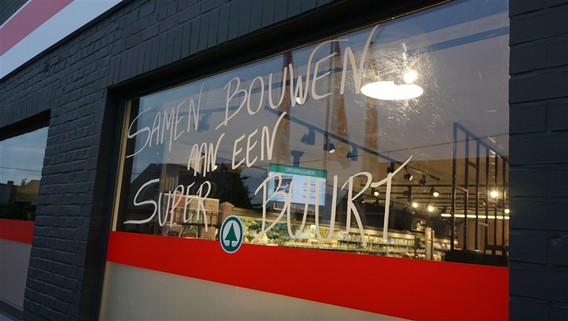 SAMEN BOUWEN
AAN EEN
SUPER BUURT